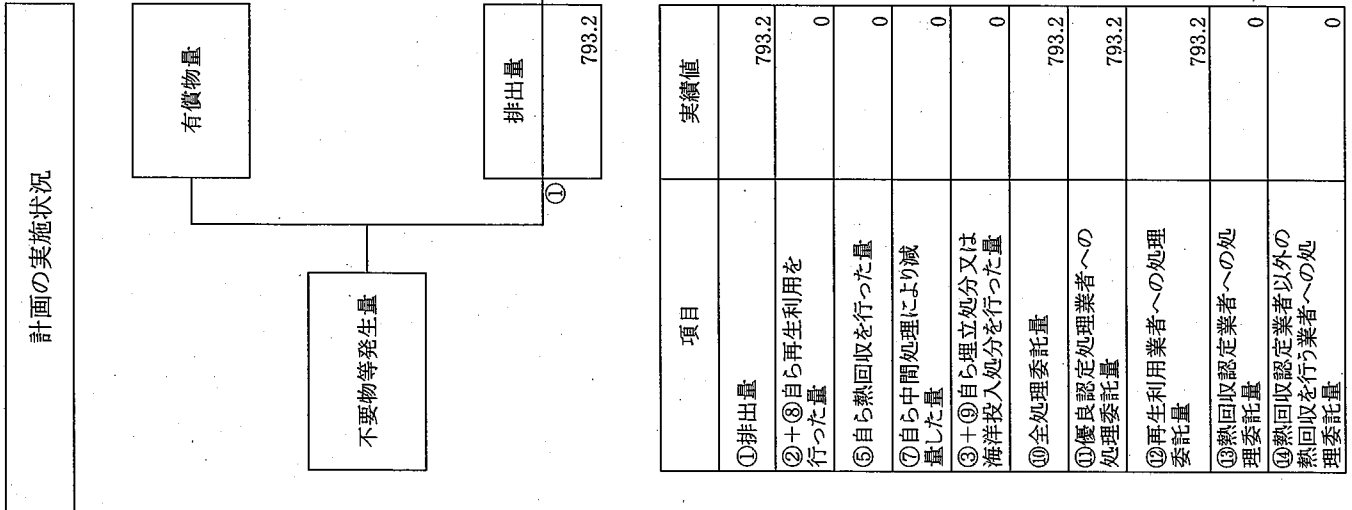 計画の実施状況
有償物量
不要物等発生量
排出量
①
793.2
項目
実績値
①排出量
793.2
②+⑧自ら再生利用を
行った量
0
⑤自ら熱回収を行った量
0
⑦自ら中間処理により減
量した量
0
③+⑨自ら埋立処分又は
海洋投入処分を行った量
0
⑩全処理委託量
793.2
⑪優良認定処理業者への
処理委託量
793.2
⑫再生利用業者への処理
委託量
793.2
⑬熱回収認定業者への処
理委託量
0
⑭熱回収認定業者以外の
熱回収を行う業者への処
理委託量
0